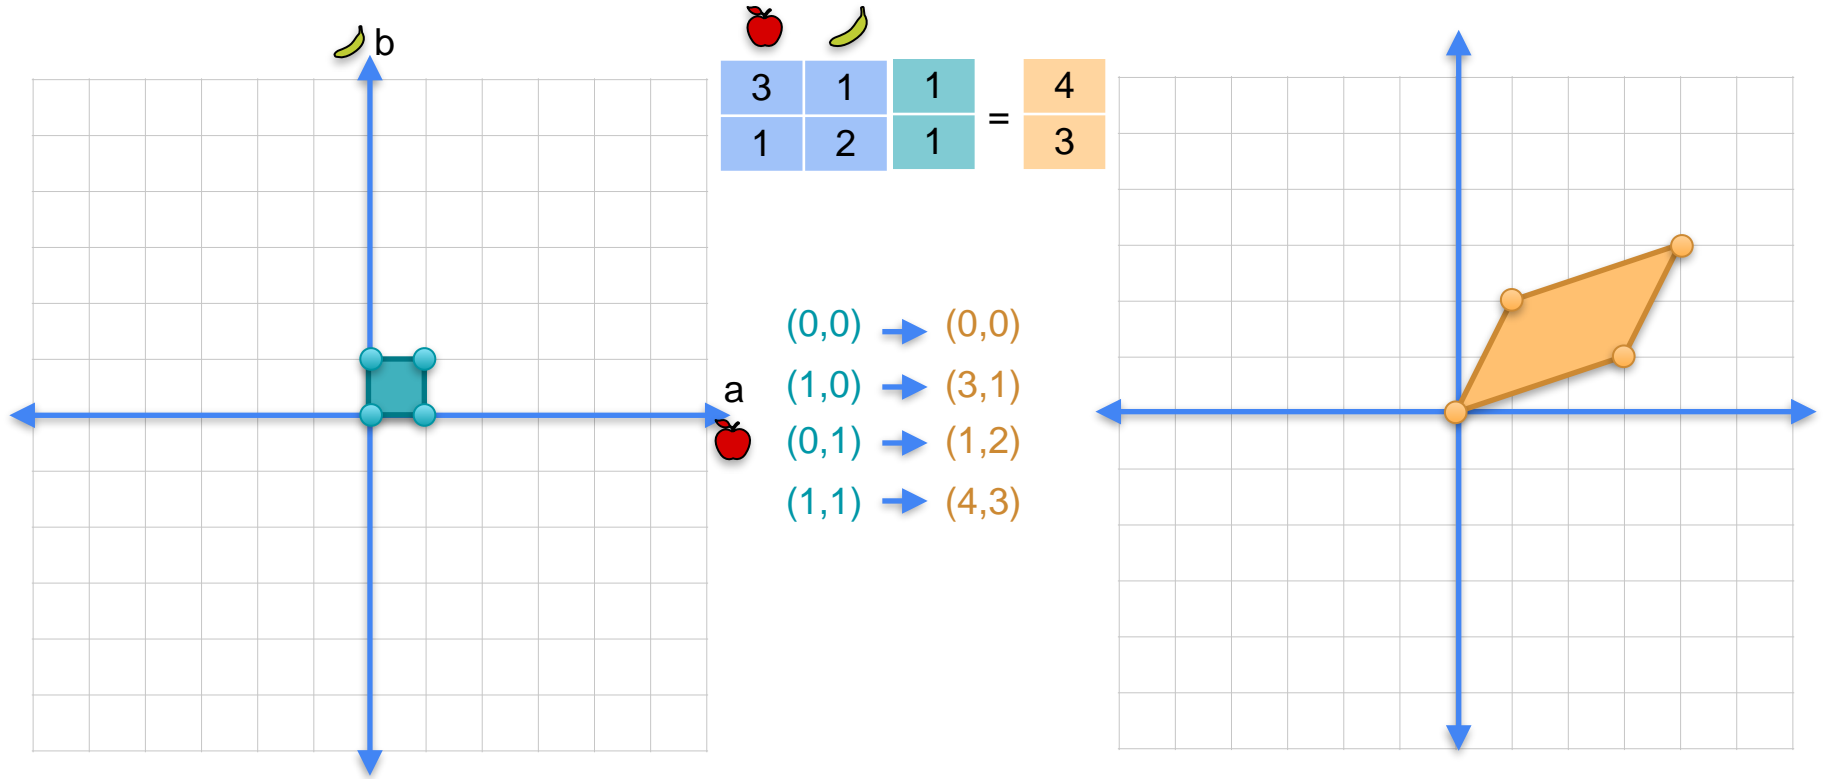 b
3 1 1 = 4
1 2 1 3
a
(0,0) (0,0)
(1,0) (3,1)
(0,1) (1,2)
(1,1) (4,3)